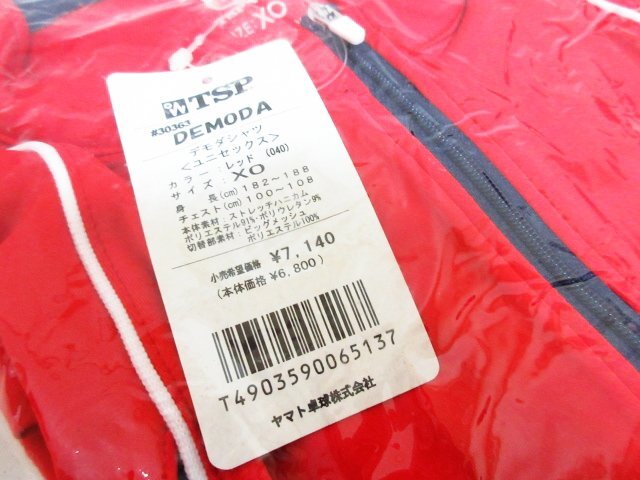 SIZE:XO
TSP
#30363
DEMODA
デモダシャツ
<ユニセックス>
カラー:レッド (040)
サイズ: XO
身 長(cm)182〜188
チェスト(cm)100〜108
本体素材:ストレッチハニカム
ポリエステル91%・ポリウレタン9%
切替部素材:ビッグメッシュ
ポリエステル100%
小売希望価格 ¥7,140
(本体価格¥6,800)
T4903590065137
ヤマト卓球株式会社